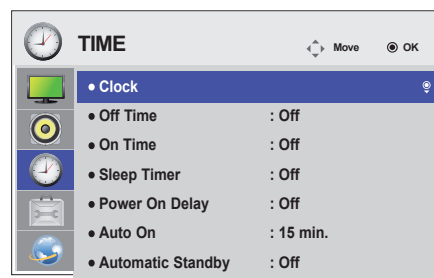 TIME Move OK
● Clock
● Off Time : Off
● On Time : Off
● Sleep Timer : Off
● Power On Delay : Off
● Auto On : 15 min.
● Automatic Standby : Off